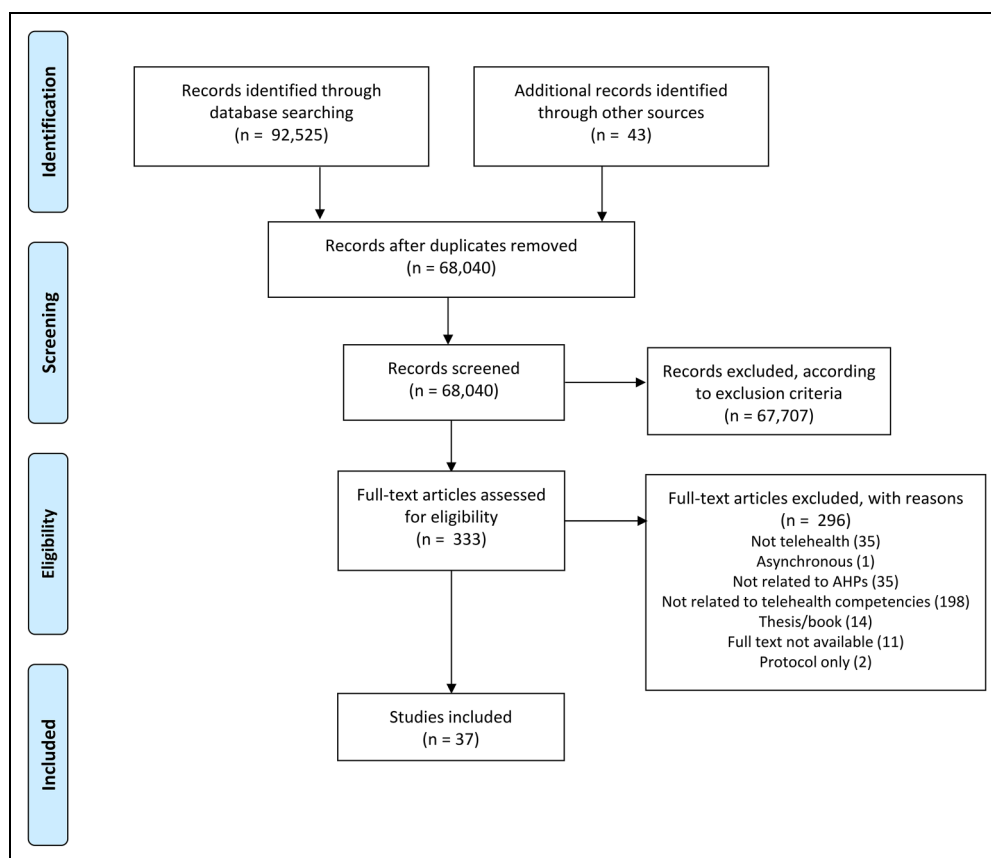 Identification
Records identified through
database searching
(n = 92,525)
Additional records identified
through other sources
(n = 43)
Screening
Records after duplicates removed
(n = 68,040)
Records screened
(n = 68,040)
Records excluded, according
to exclusion criteria
(n = 67,707)
Eligibility
Full-text articles assessed
for eligibility
(n = 333)
Full-text articles excluded, with reasons
(n = 296)
Not telehealth (35)
Asynchronous (1)
Not related to AHPs (35)
Not related to telehealth competencies (198)
Thesis/book (14)
Full text not available (11)
Protocol only (2)
Included
Studies included
(n = 37)